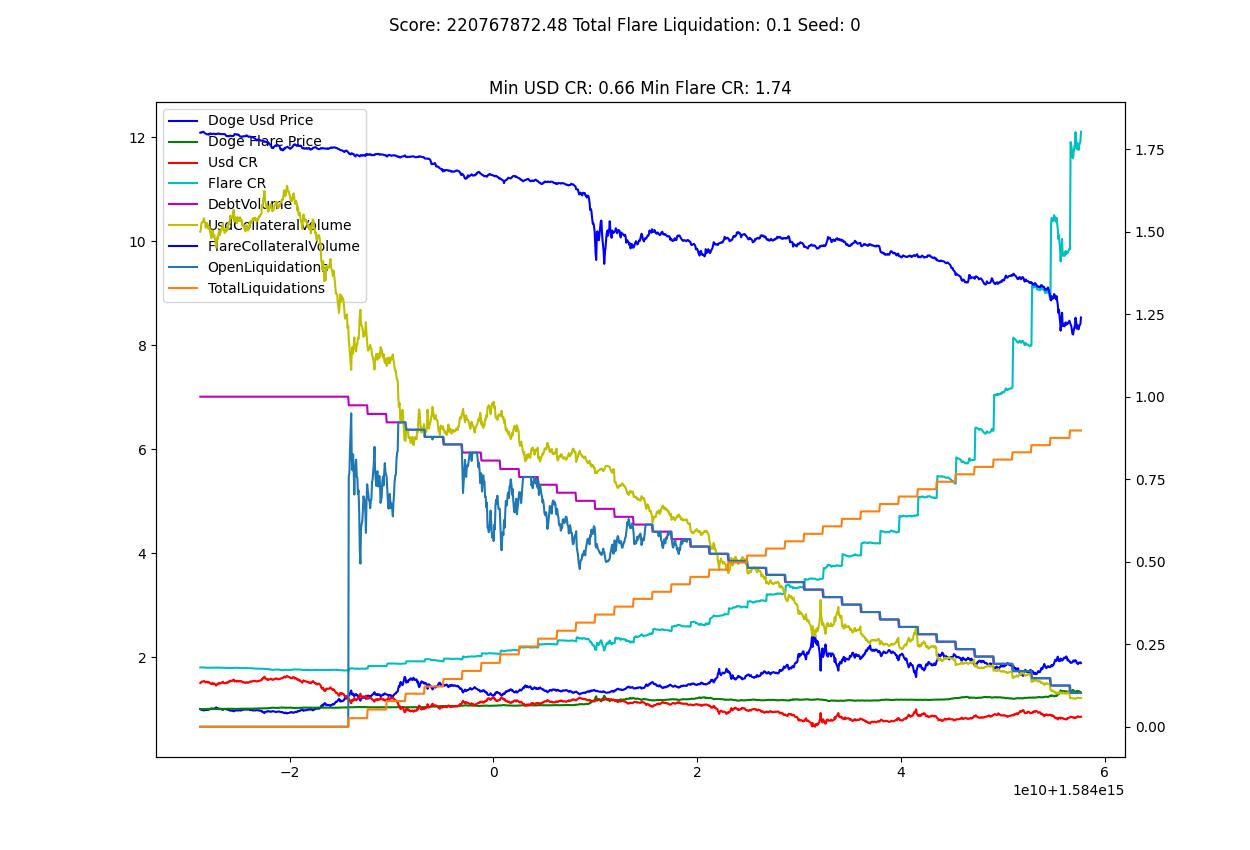 Score: 220767872.48 Total Flare Liquidation: 0.1 Seed: 0
Min USD CR: 0.66 Min Flare CR: 1.74
Doge Usd Price
Doge Flare Price
Usd CR
Flare CR
DebtVolume
UsdCollateralVolume
FlareCollateralVolume
OpenLiquidations
TotalLiquidations
12
10
8
6
4
2
1.75
1.50
1.25
1.00
0.75
0.50
0.25
0.00
−2
0
2
4
6
1e10+1.584e15